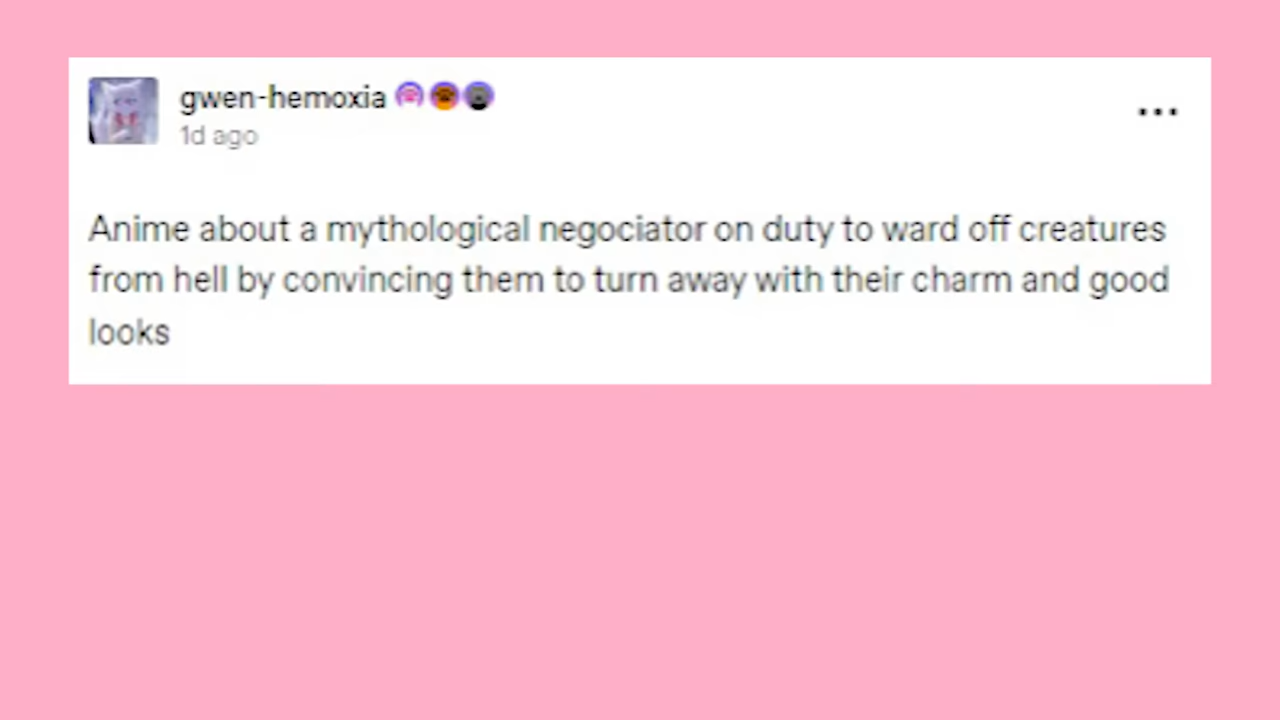 gwen-hemoxia
1d ago
Anime about a mythological negociator on duty to ward off creatures
from hell by convincing them to turn away with their charm and good
looks